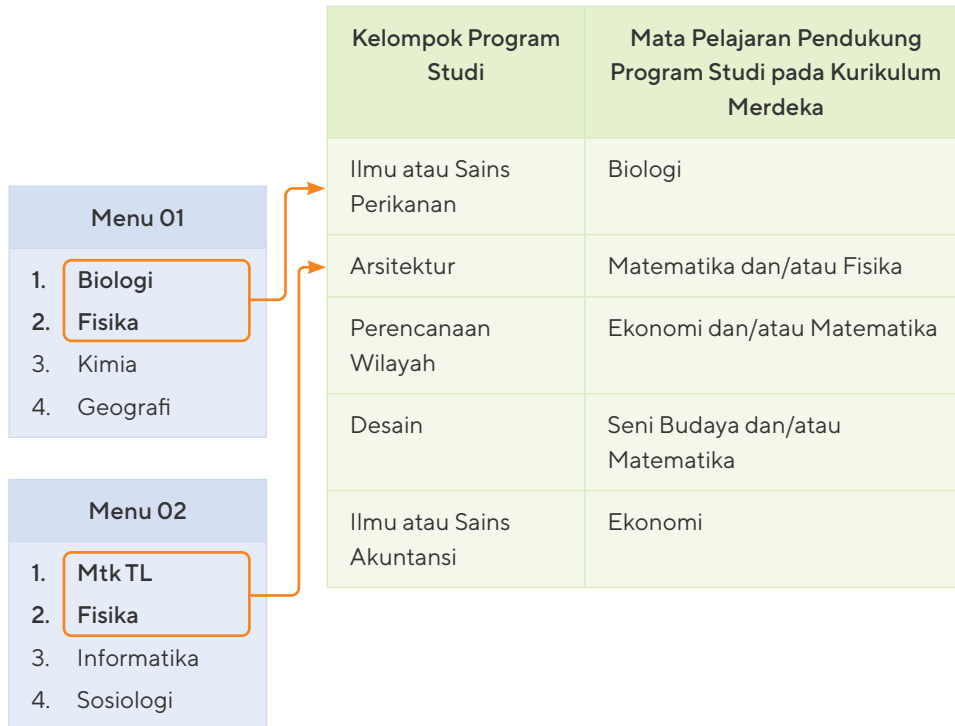 Kelompok Program
Studi
Mata Pelajaran Pendukung
Program Studi pada Kurikulum
Merdeka
Ilmu atau Sains
Perikanan
Biologi
Arsitektur
Matematika dan/atau Fisika
Perencanaan
Wilayah
Ekonomi dan/atau Matematika
Desain
Seni Budaya dan/atau
Matematika
Ilmu atau Sains
Akuntansi
Ekonomi
Menu 01
1. Biologi
2. Fisika
3. Kimia
4. Geografi
Menu 02
1. Mtk TL
2. Fisika
3. Informatika
4. Sosiologi